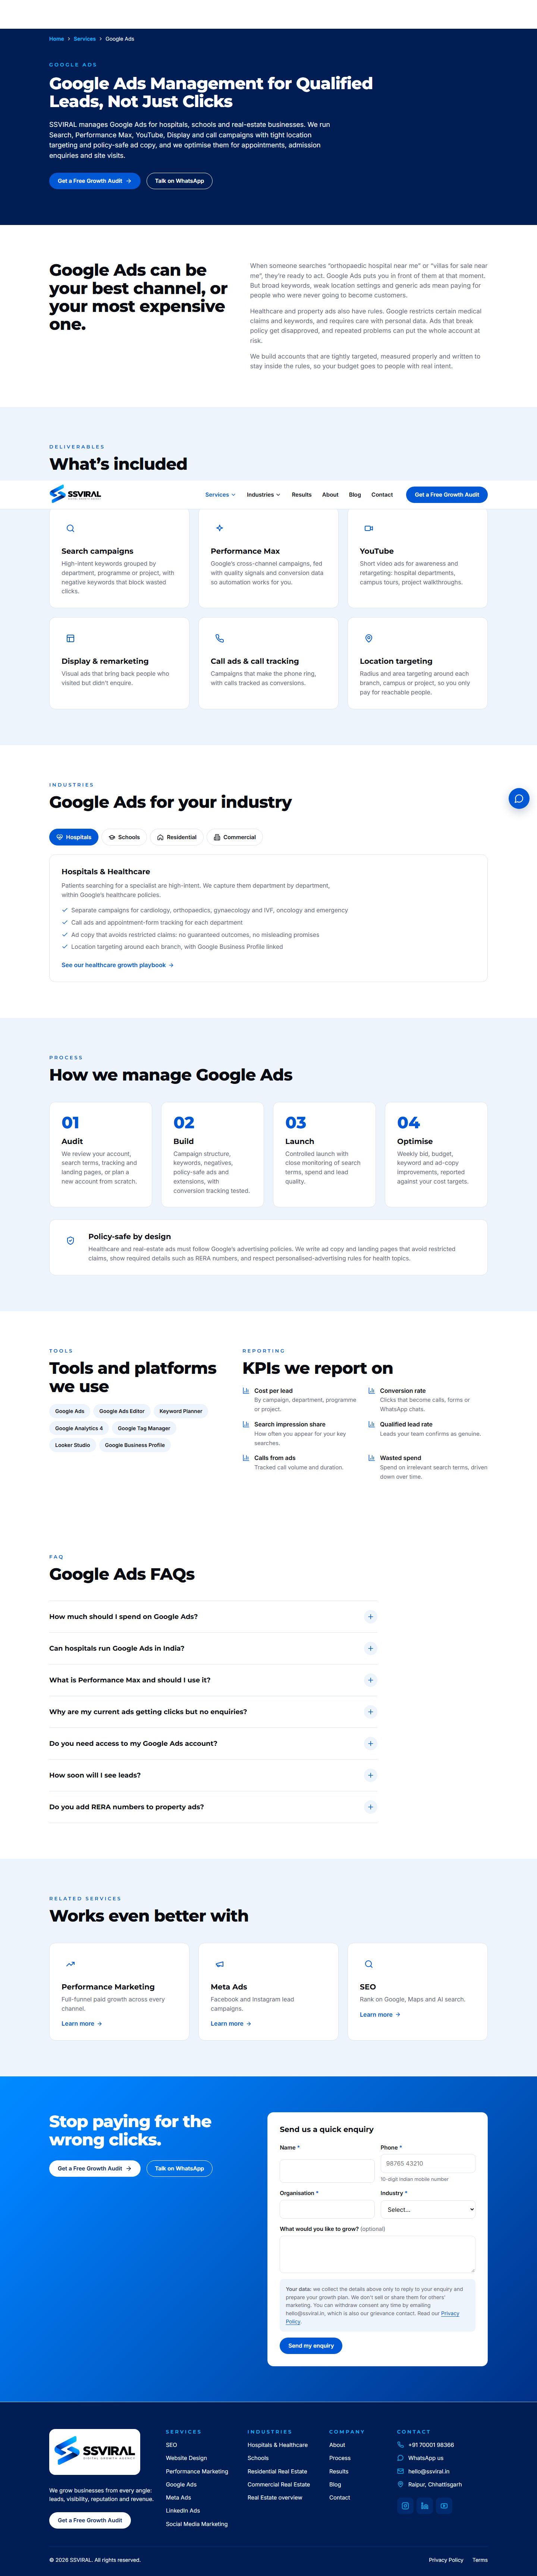 Home > Services > Google Ads
GOOGLE ADS
Google Ads Management for Qualified
Leads, Not Just Clicks
SSVIRAL manages Google Ads for hospitals, schools and real-estate businesses. We run
Search, Performance Max, YouTube, Display and call campaigns with tight location
targeting and policy-safe ad copy, and we optimise them for appointments, admission
enquiries and site visits.
Get a Free Growth Audit → Talk on WhatsApp
Google Ads can be
your best channel, or
your most expensive
one.
When someone searches “orthopaedic hospital near me” or “villas for sale near
me”, they're ready to act. Google Ads puts you in front of them at that moment.
But broad keywords, weak location settings and generic ads mean paying for
people who were never going to become customers.
Healthcare and property ads also have rules. Google restricts certain medical
claims and keywords, and requires care with personal data. Ads that break
policy get disapproved, and repeated problems can put the whole account at
risk.
We build accounts that are tightly targeted, measured properly and written to
stay inside the rules, so your budget goes to people with real intent.
DELIVERABLES
What’s included
SSVIRAL
Services Industries Results About Blog Contact Get a Free Growth Audit
Search campaigns
High-intent keywords grouped by
department, programme or project, with
negative keywords that block wasted
clicks.
Performance Max
Google's cross-channel campaigns, fed
with quality signals and conversion data
so automation works for you.
YouTube
Short video ads for awareness and
retargeting: hospital departments,
campus tours, project walkthroughs.
Display & remarketing
Visual ads that bring back people who
visited but didn't enquire.
Call ads & call tracking
Campaigns that make the phone ring,
with calls tracked as conversions.
Location targeting
Radius and area targeting around each
branch, campus or project, so you only
pay for reachable people.
INDUSTRIES
Google Ads for your industry
Hospitals Schools Residential Commercial
Hospitals & Healthcare
Patients searching for a specialist are high-intent. We capture them department by department,
within Google's healthcare policies.
Separate campaigns for cardiology, orthopaedics, gynaecology and IVF, oncology and emergency
Call ads and appointment-form tracking for each department
Ad copy that avoids restricted claims: no guaranteed outcomes, no misleading promises
Location targeting around each branch, with Google Business Profile linked
See our healthcare growth playbook →
PROCESS
How we manage Google Ads
01
Audit
We review your account,
search terms, tracking and
landing pages, or plan a
new account from scratch.
02
Build
Campaign structure,
keywords, negatives,
policy-safe ads and
extensions, with
conversion tracking tested.
03
Launch
Controlled launch with
close monitoring of search
terms, spend and lead
quality.
04
Optimise
Weekly bid, budget,
keyword and ad-copy
improvements, reported
against your cost targets.
Policy-safe by design
Healthcare and real-estate ads must follow Google's advertising policies. We write ad copy and landing pages that avoid restricted
claims, show required details such as RERA numbers, and respect personalised-advertising rules for health topics.
TOOLS
Tools and platforms
we use
Google Ads Google Ads Editor Keyword Planner
Google Analytics 4 Google Tag Manager
Looker Studio Google Business Profile
REPORTING
KPIs we report on
Cost per lead
By campaign, department, programme
or project.
Conversion rate
Clicks that become calls, forms or
WhatsApp chats.
Search impression share
How often you appear for your key
searches.
Qualified lead rate
Leads your team confirms as genuine.
Calls from ads
Tracked call volume and duration.
Wasted spend
Spend on irrelevant search terms, driven
down over time.
FAQ
Google Ads FAQs
How much should I spend on Google Ads?
Can hospitals run Google Ads in India?
What is Performance Max and should I use it?
Why are my current ads getting clicks but no enquiries?
Do you need access to my Google Ads account?
How soon will I see leads?
Do you add RERA numbers to property ads?
RELATED SERVICES
Works even better with
Performance Marketing
Full-funnel paid growth across every
channel.
Learn more →
Meta Ads
Facebook and Instagram lead
campaigns.
Learn more →
SEO
Rank on Google, Maps and AI search.
Learn more →
Stop paying for the
wrong clicks.
Get a Free Growth Audit → Talk on WhatsApp
Send us a quick enquiry
Name * Phone *
98765 43210
10-digit Indian mobile number
Organisation * Industry *
Select...
What would you like to grow? (optional)
Your data: we collect the details above only to reply to your enquiry and
prepare your growth plan. We don't sell or share them for others'
marketing. You can withdraw consent any time by emailing
hello@ssviral.in, which is also our grievance contact. Read our Privacy
Policy.
Send my enquiry
SSVIRAL
DIGITAL GROWTH AGENCY
We grow businesses from every angle:
leads, visibility, reputation and revenue.
Get a Free Growth Audit
SERVICES
SEO
Website Design
Performance Marketing
Google Ads
Meta Ads
LinkedIn Ads
Social Media Marketing
INDUSTRIES
Hospitals & Healthcare
Schools
Residential Real Estate
Commercial Real Estate
Real Estate overview
COMPANY
About
Process
Results
Blog
Contact
CONTACT
+91 70001 98366
WhatsApp us
hello@ssviral.in
Raipur, Chhattisgarh
© 2026 SSVIRAL. All rights reserved.
Privacy Policy Terms